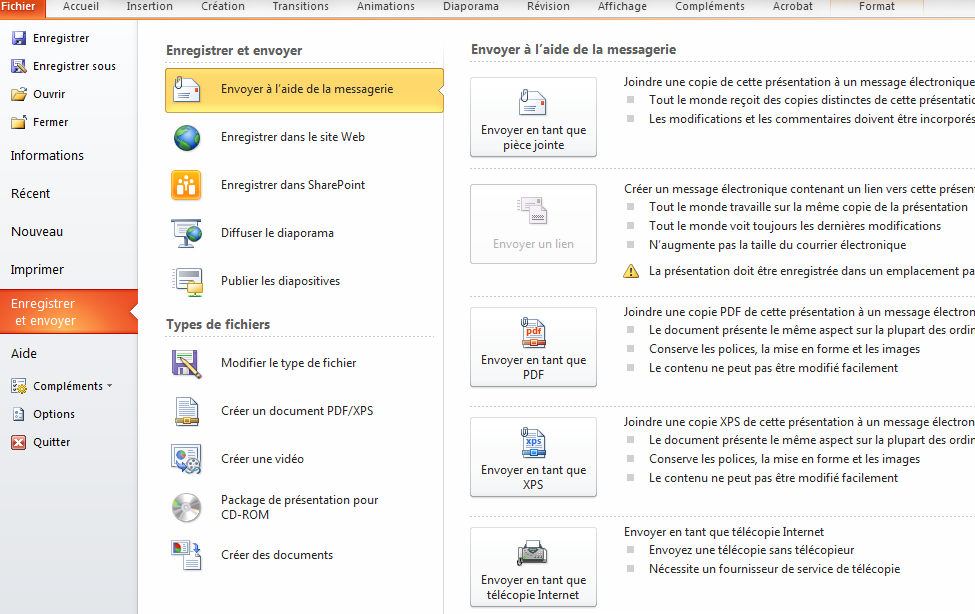 Fichier Accueil Insertion Création Transitions Animations Diaporama Révision Affichage Compléments Acrobat Format
Enregistrer
Enregistrer sous
Ouvrir
Fermer
Informations
Récent
Nouveau
Imprimer
Enregistrer
et envoyer
Aide
Compléments
Options
Quitter
Enregistrer et envoyer
Envoyer à l'aide de la messagerie
Enregistrer dans le site Web
Enregistrer dans SharePoint
Diffuser le diaporama
Publier les diapositives
Types de fichiers
Modifier le type de fichier
Créer un document PDF/XPS
Créer une vidéo
Package de présentation pour
CD-ROM
Créer des documents
Envoyer à l'aide de la messagerie
Envoyer en tant que
pièce jointe
Joindre une copie de cette présentation à un message électronique
Tout le monde reçoit des copies distinctes de cette présentatio
Les modifications et les commentaires doivent être incorporés
Envoyer un lien
Créer un message électronique contenant un lien vers cette présent
Tout le monde travaille sur la même copie de la présentation
Tout le monde voit toujours les dernières modifications
N'augmente pas la taille du courrier électronique
La présentation doit être enregistrée dans un emplacement pa
pdf
Envoyer en tant que
PDF
Joindre une copie PDF de cette présentation à un message électron
Le document présente le même aspect sur la plupart des ordin
Conserve les polices, la mise en forme et les images
Le contenu ne peut pas être modifié facilement
xps
Envoyer en tant que
XPS
Joindre une copie XPS de cette présentation à un message électron
Le document présente le même aspect sur la plupart des ordin
Conserve les polices, la mise en forme et les images
Le contenu ne peut pas être modifié facilement
Envoyer en tant que
télécopie Internet
Envoyer en tant que télécopie Internet
Envoyez une télécopie sans télécopieur
Nécessite un fournisseur de service de télécopie